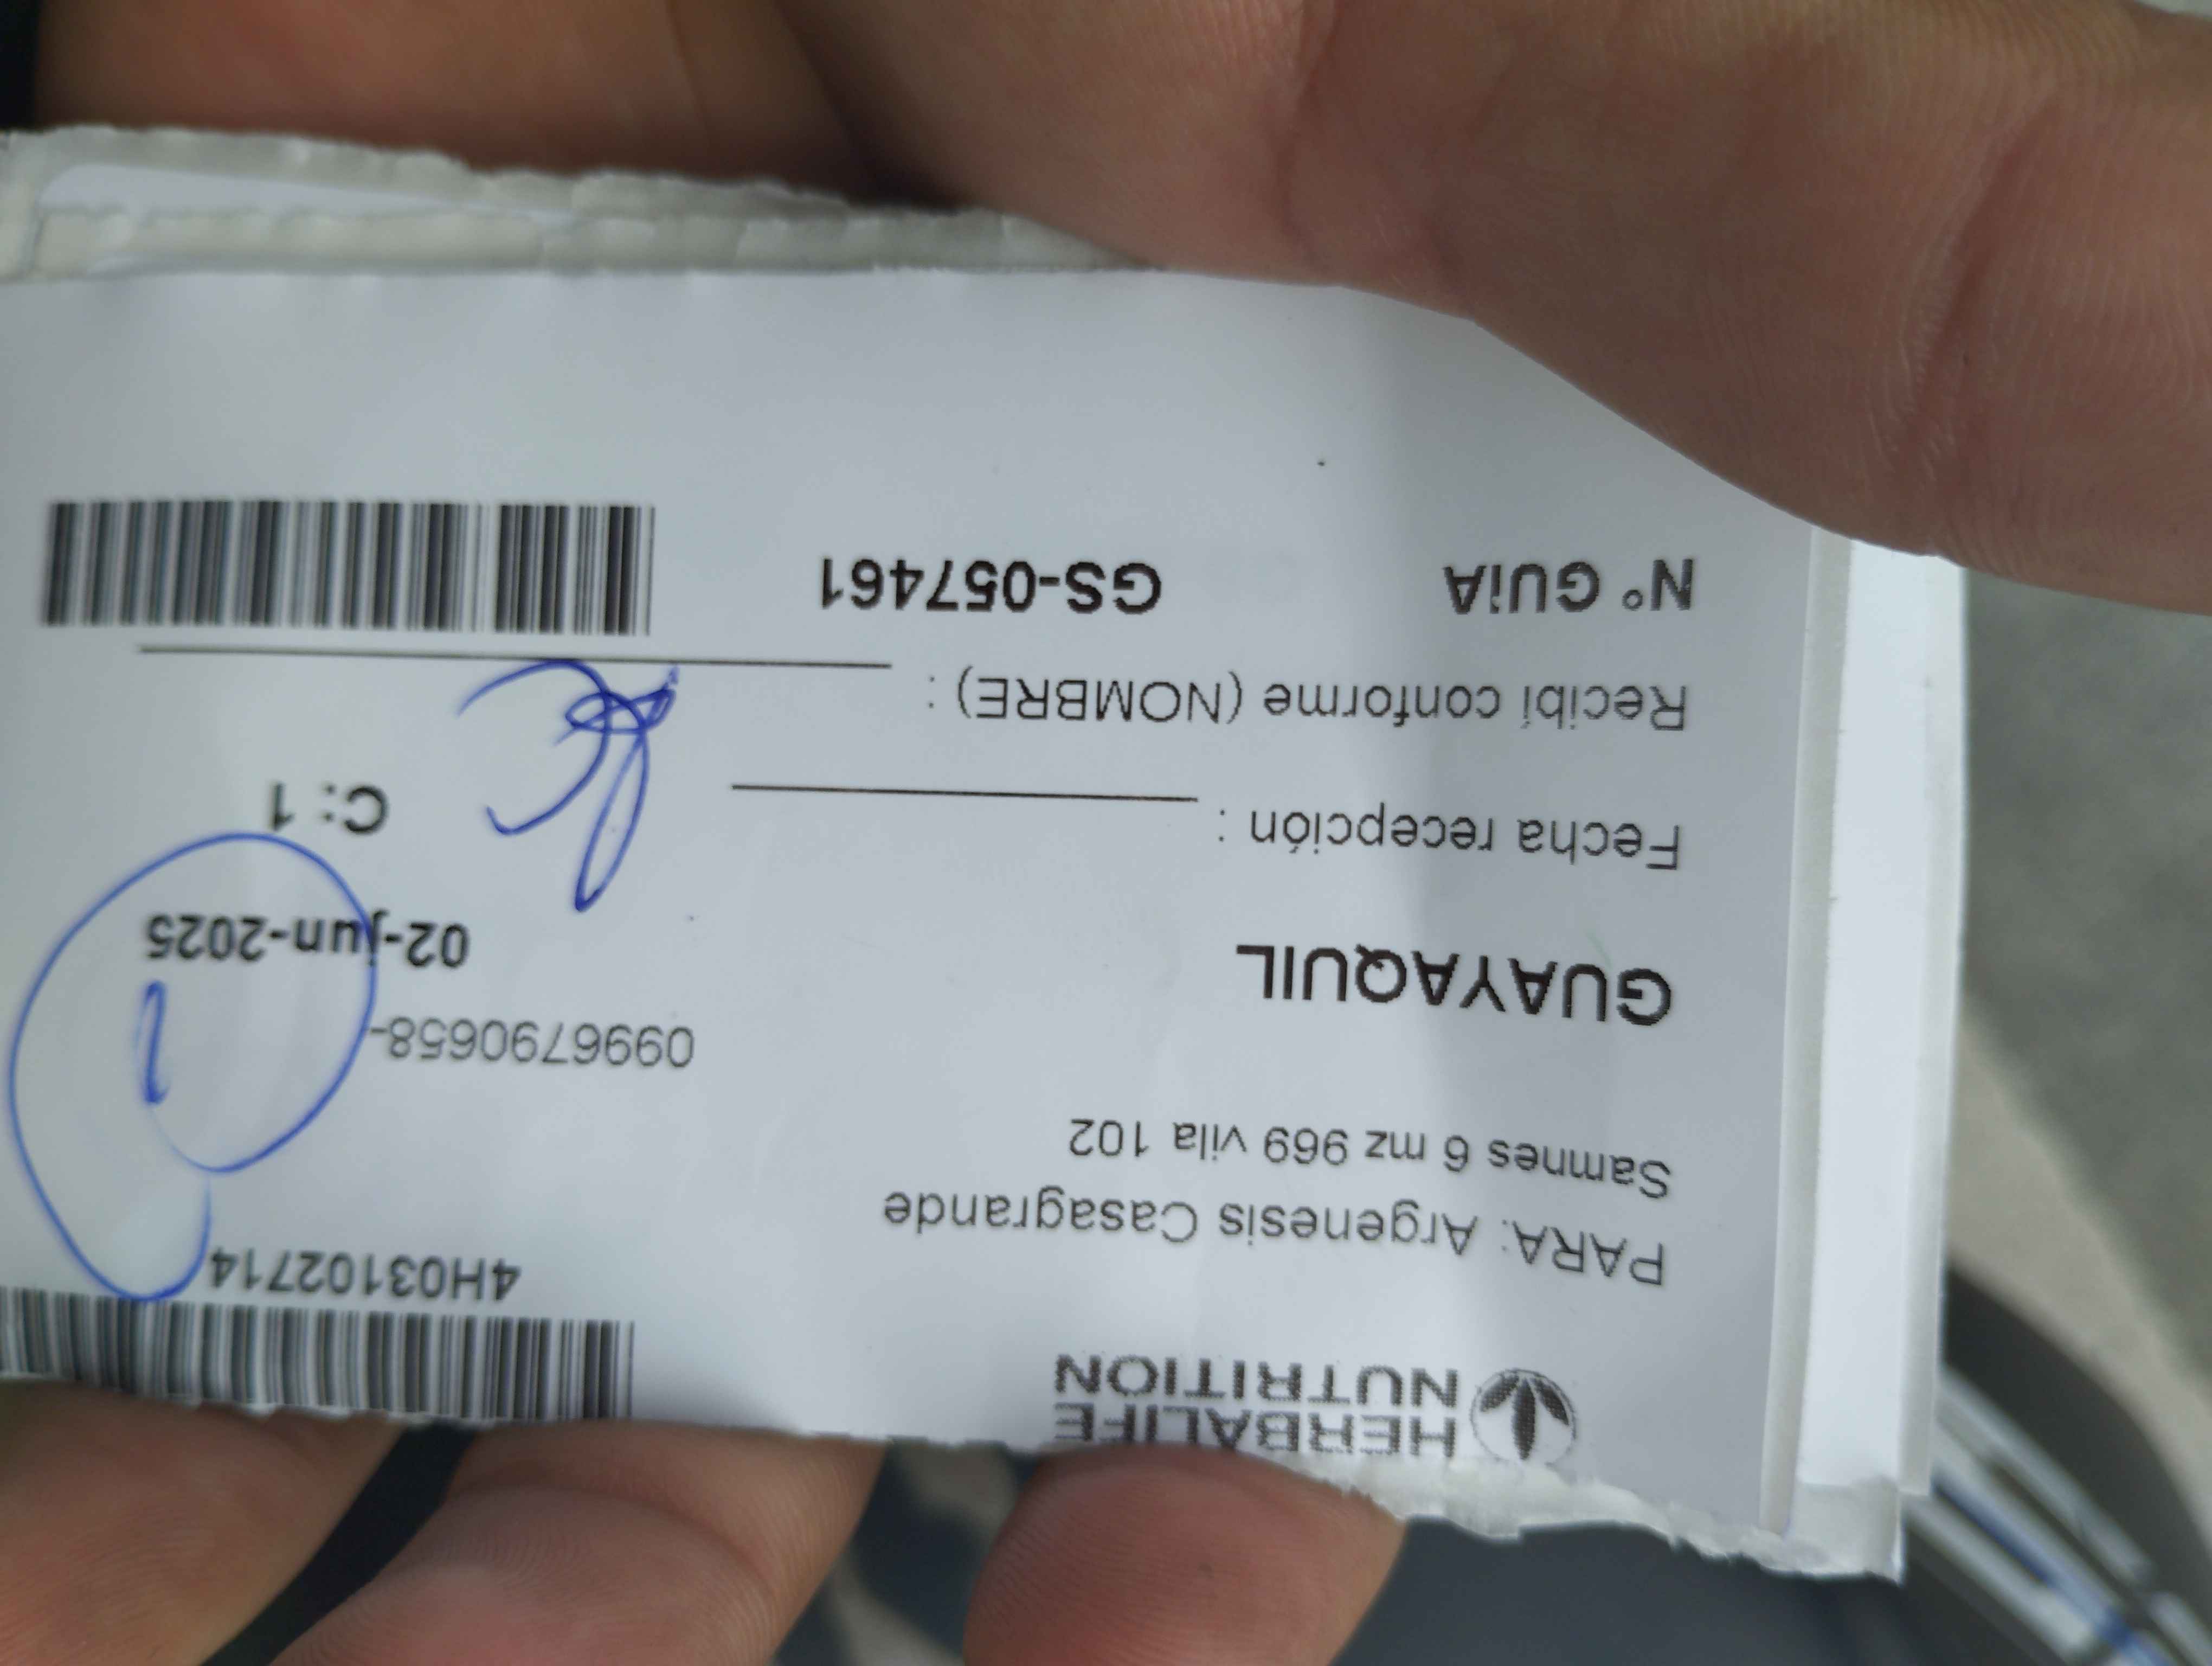 HERBALIFE
NUTRITION
4H03102714
PARA: Argenesis Casagrande
Samnes 6 mz 969 vila 102
0996790658-
1
GUAYAQUIL
02-jun-2025
Fecha recepción :
C: 1
Recibí conforme (NOMBRE) :
N° GUiA
GS-057461